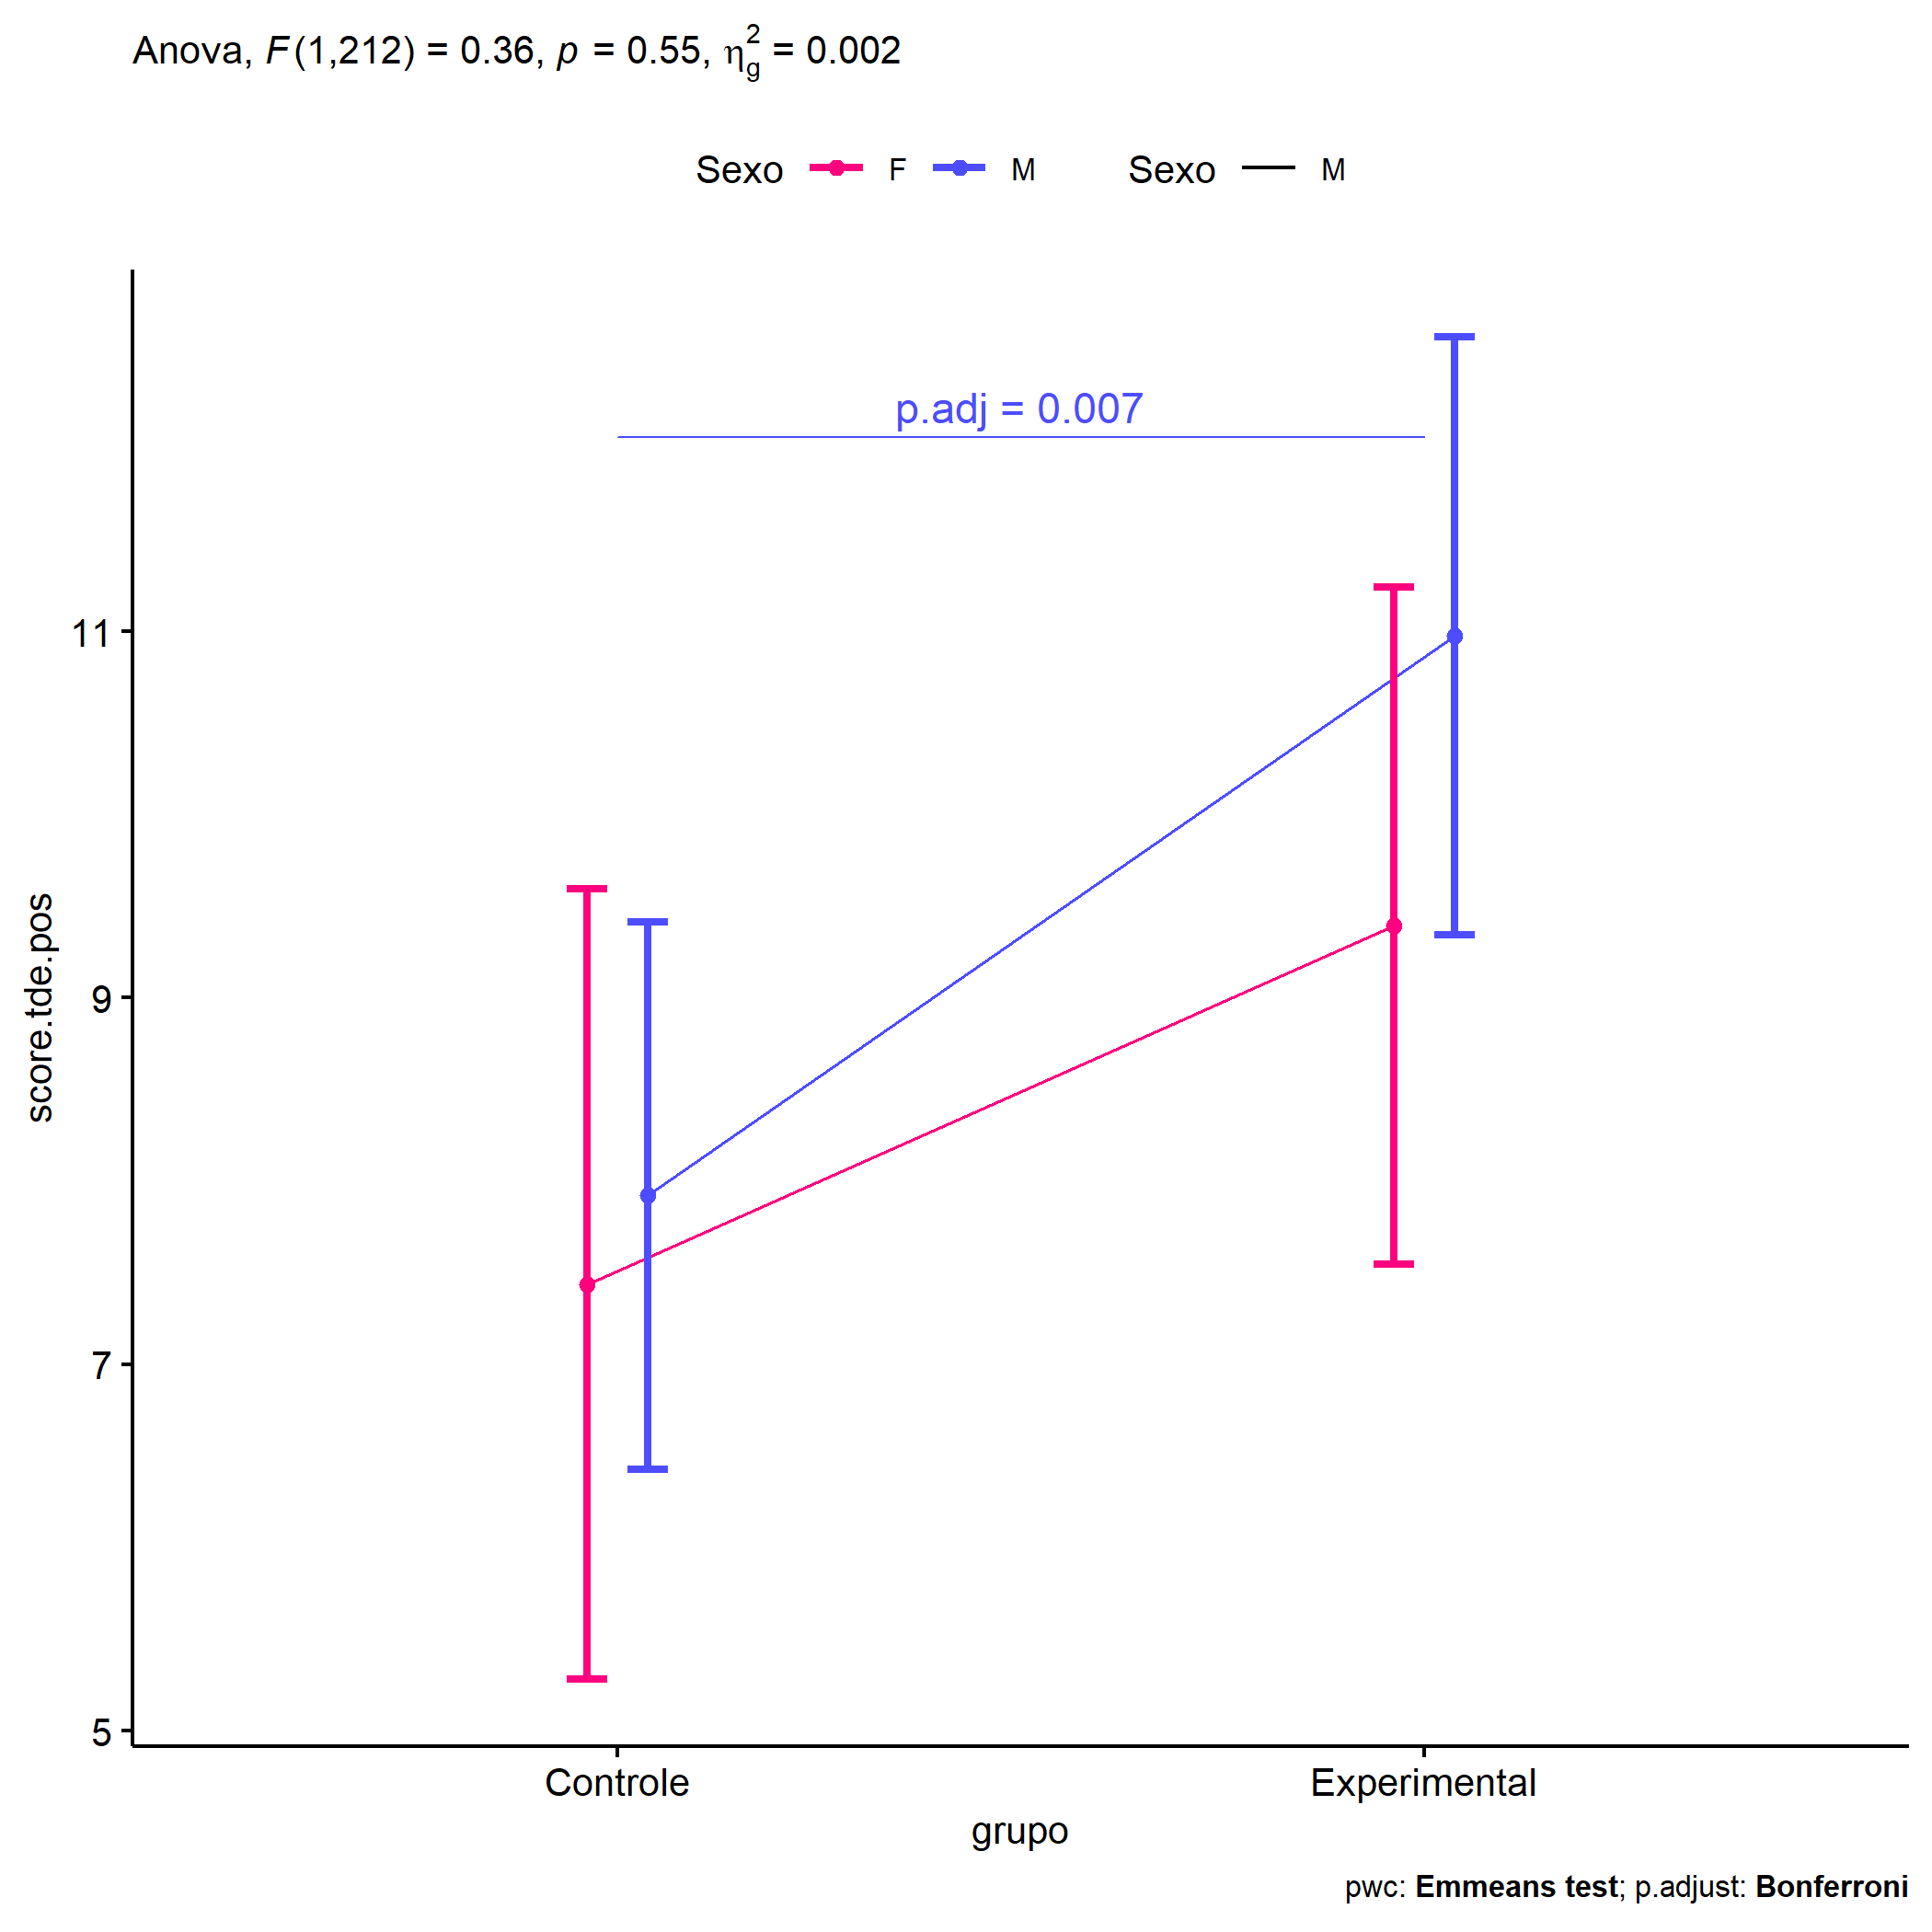 Anova, F(1,212) = 0.36, p = 0.55, η²g = 0.002
Sexo F M Sexo M
p.adj = 0.007
11
9
7
5
score.tde.pos
Controle Experimental
grupo
pwc: Emmeans test; p.adjust: Bonferroni